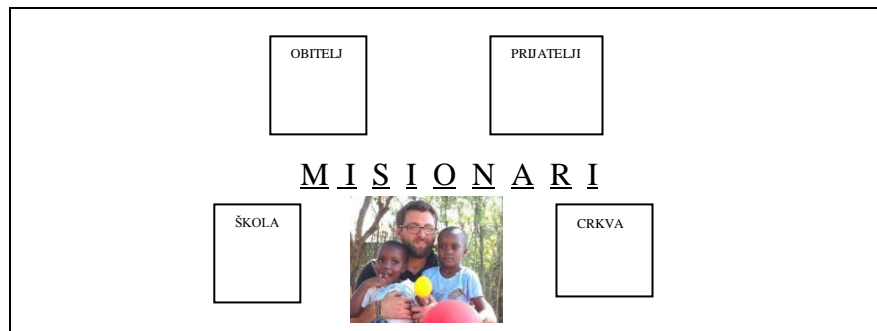 OBITELJ PRIJATELJI
M I S I O N A R I
ŠKOLA CRKVA